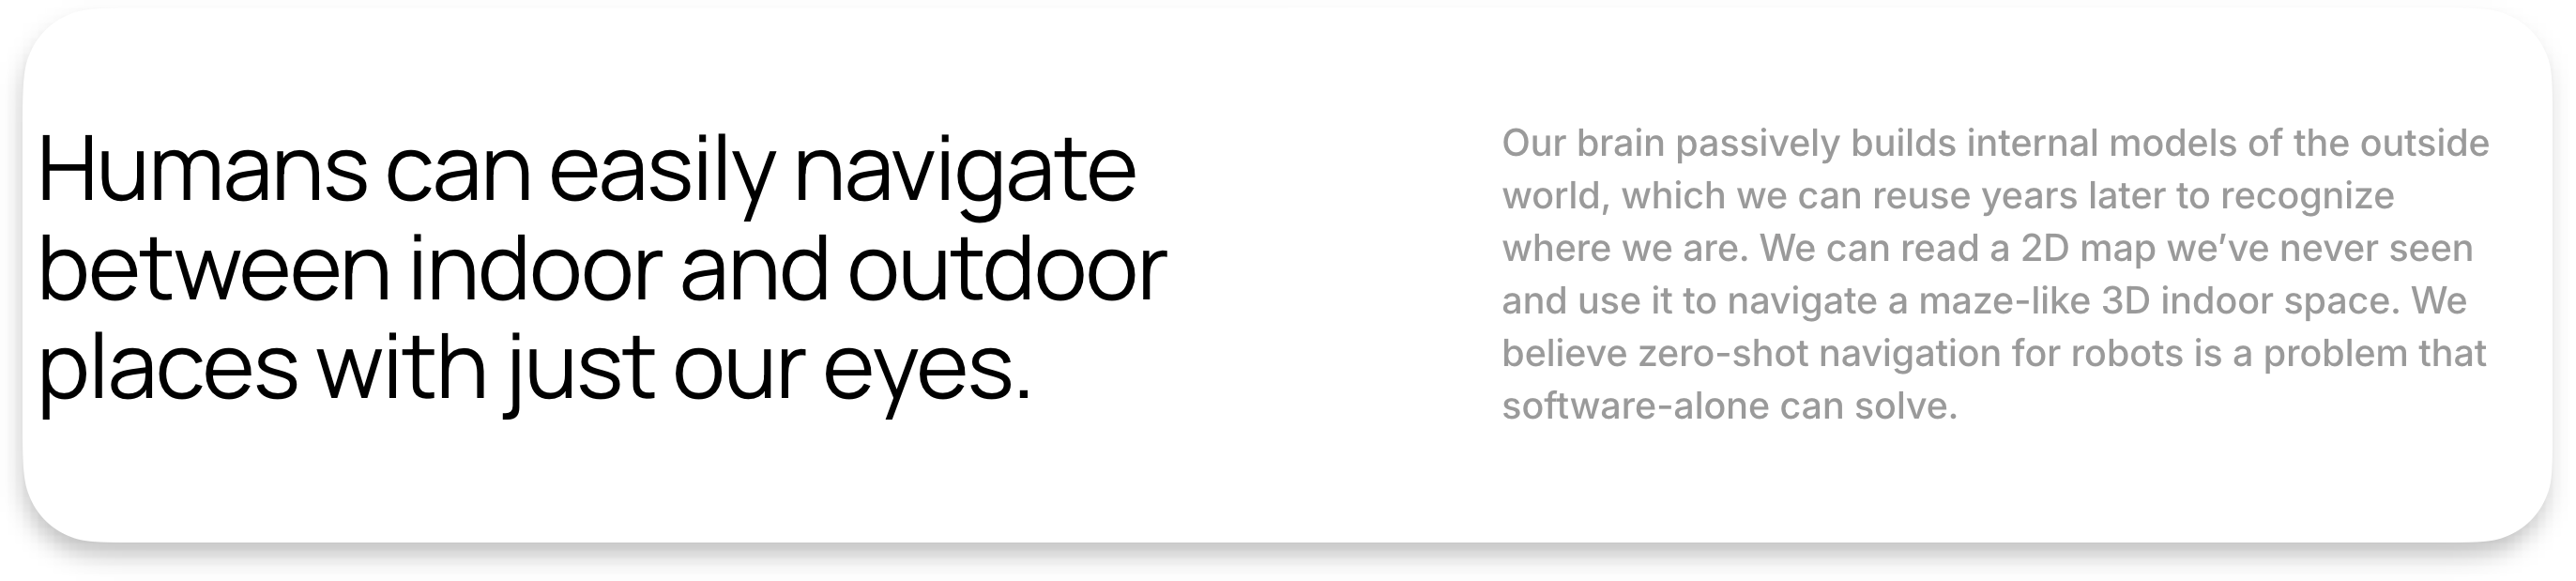 Humans can easily navigate
between indoor and outdoor
places with just our eyes.
Our brain passively builds internal models of the outside
world, which we can reuse years later to recognize
where we are. We can read a 2D map we’ve never seen
and use it to navigate a maze-like 3D indoor space. We
believe zero-shot navigation for robots is a problem that
software-alone can solve.